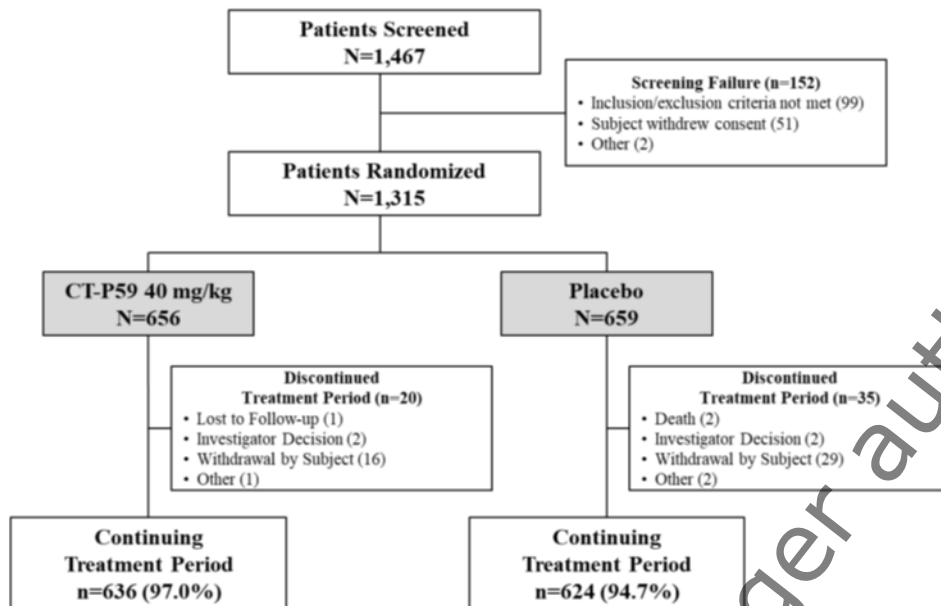 Patients Screened
N=1,467
Screening Failure (n=152)
• Inclusion/exclusion criteria not met (99)
• Subject withdrew consent (51)
• Other (2)
Patients Randomized
N=1,315
CT-P59 40 mg/kg
N=656
Placebo
N=659
Discontinued
Treatment Period (n=20)
• Lost to Follow-up (1)
• Investigator Decision (2)
• Withdrawal by Subject (16)
• Other (1)
Discontinued
Treatment Period (n=35)
• Death (2)
• Investigator Decision (2)
• Withdrawal by Subject (29)
• Other (2)
Continuing
Treatment Period
n=636 (97.0%)
Continuing
Treatment Period
n=624 (94.7%)